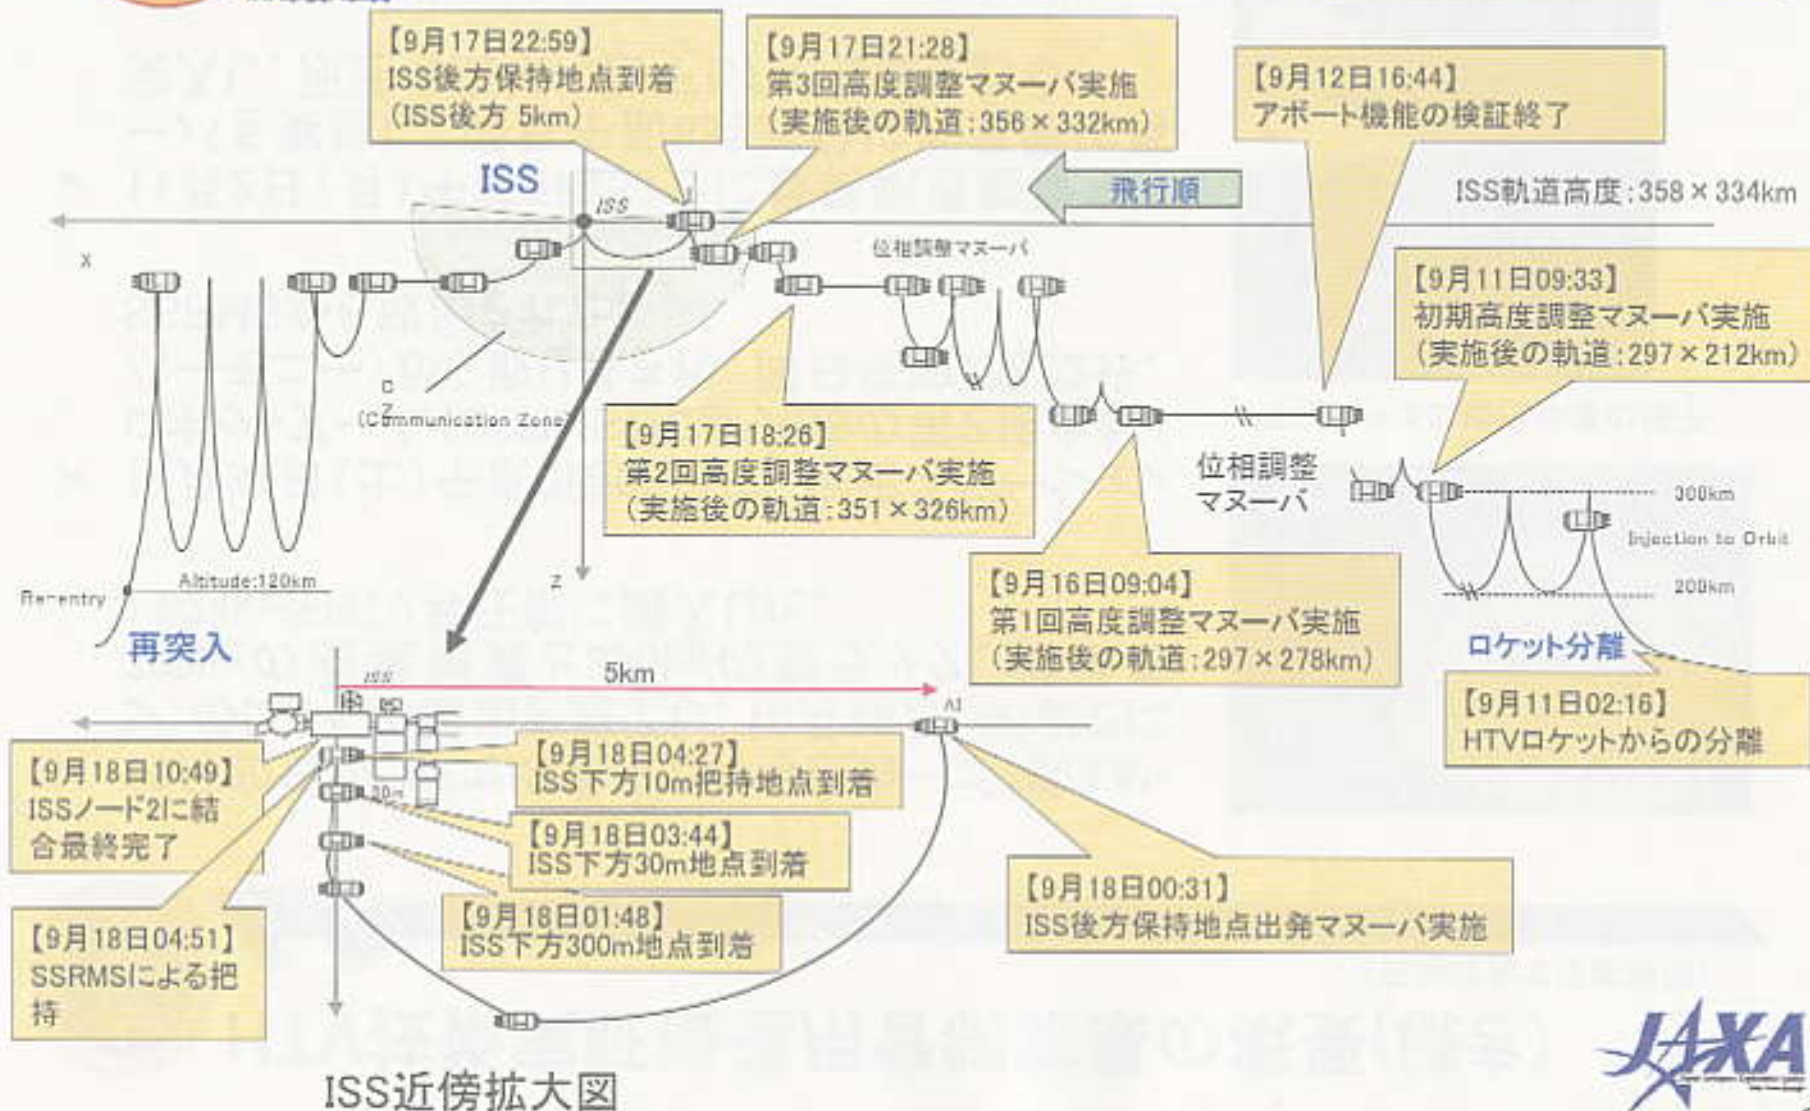 【9月17日22:59】
ISS後方保持地点到着
(ISS後方 5km)
【9月17日21:28】
第3回高度調整マヌーバ実施
(実施後の軌道:356×332km)
【9月12日16:44】
アボート機能の検証終了
ISS
ISS
飛行順
ISS軌道高度:358×334km
X
位相調整マヌーバ
【9月11日09:33】
初期高度調整マヌーバ実施
(実施後の軌道:297×212km)
C
Z
(Communication Zone)
【9月17日18:26】
第2回高度調整マヌーバ実施
(実施後の軌道:351×326km)
位相調整
マヌーバ
300km
Injection to Orbit
200km
Z
Altitude:120km
Re-entry
再突入
【9月16日09:04】
第1回高度調整マヌーバ実施
(実施後の軌道:297×278km)
ロケット分離
【9月11日02:16】
HTVロケットからの分離
ISS
5km
AI
【9月18日10:49】
ISSノード2に結
合最終完了
【9月18日04:27】
ISS下方10m把持地点到着
【9月18日03:44】
ISS下方30m地点到着
【9月18日01:48】
ISS下方300m地点到着
【9月18日04:51】
SSRMSによる把
持
【9月18日00:31】
ISS後方保持地点出発マヌーバ実施
ISS近傍拡大図
JAXA